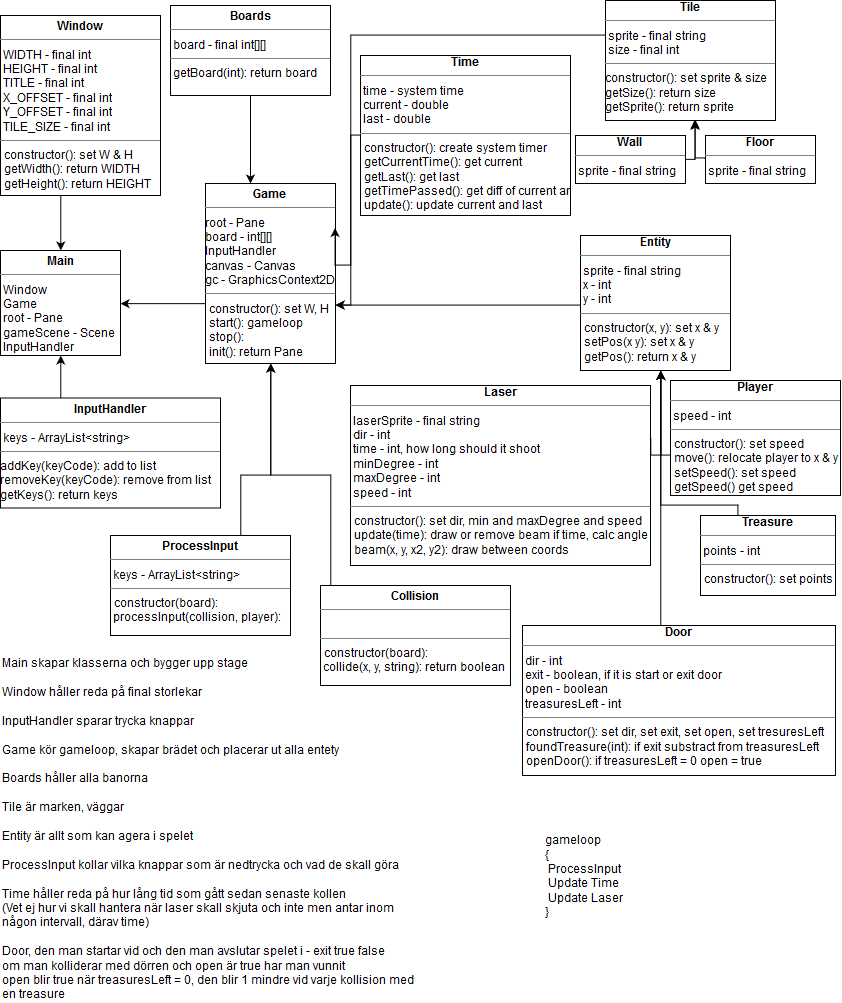 Window
WIDTH - final int
HEIGHT - final int
TITLE - final int
X_OFFSET - final int
Y_OFFSET - final int
TILE_SIZE - final int
constructor(): set W & H
getWidth(): return WIDTH
getHeight(): return HEIGHT
Boards
board - final int[][]
getBoard(int): return board
Time
time - system time
current - double
last - double
constructor(): create system timer
getCurrentTime(): get current
getLast(): get last
getTimePassed(): get diff of current ar
update(): update current and last
Tile
sprite - final string
size - final int
constructor(): set sprite & size
getSize(): return size
getSprite(): return sprite
Wall
sprite - final string
Floor
sprite - final string
Game
root - Pane
board - int[][]
InputHandler
canvas - Canvas
gc - GraphicsContext2D
constructor(): set W, H
start(): gameloop
stop():
init(): return Pane
Main
Window
Game
root - Pane
gameScene - Scene
InputHandler
Entity
sprite - final string
x - int
y - int
constructor(x, y): set x & y
setPos(x y): set x & y
getPos(): return x & y
InputHandler
keys - ArrayList<string>
addKey(keyCode): add to list
removeKey(keyCode): remove from list
getKeys(): return keys
Laser
laserSprite - final string
dir - int
time - int, how long should it shoot
minDegree - int
maxDegree - int
speed - int
constructor(): set dir, min and maxDegree and speed
update(time): draw or remove beam if time, calc angle
beam(x, y, x2, y2): draw between coords
Player
speed - int
constructor(): set speed
move(): relocate player to x & y
setSpeed(): set speed
getSpeed() get speed
Treasure
points - int
constructor(): set points
ProcessInput
keys - ArrayList<string>
constructor(board):
processInput(collision, player):
Collision
constructor(board):
collide(x, y, string): return boolean
Door
dir - int
exit - boolean, if it is start or exit door
open - boolean
treasuresLeft - int
constructor(): set dir, set exit, set open, set tresuresLeft
foundTreasure(int): if exit substract from treasuresLeft
openDoor(): if treasuresLeft = 0 open = true
Main skapar klasserna och bygger upp stage
Window håller reda på final storlekar
InputHandler sparar trycka knappar
Game kör gameloop, skapar brädet och placerar ut alla entety
Boards håller alla banorna
Tile är marken, väggar
Entity är allt som kan agera i spelet
ProcessInput kollar vilka knappar som är nedtrycka och vad de skall göra
Time håller reda på hur lång tid som gått sedan senaste kollen
(Vet ej hur vi skall hantera när laser skall skjuta och inte men antar inom
någon intervall, därav time)
Door, den man startar vid och den man avslutar spelet i - exit true false
om man kolliderar med dörren och open är true har man vunnit
open blir true när treasuresLeft = 0, den blir 1 mindre vid varje kollision med
en treasure
gameloop
{
ProcessInput
Update Time
Update Laser
}